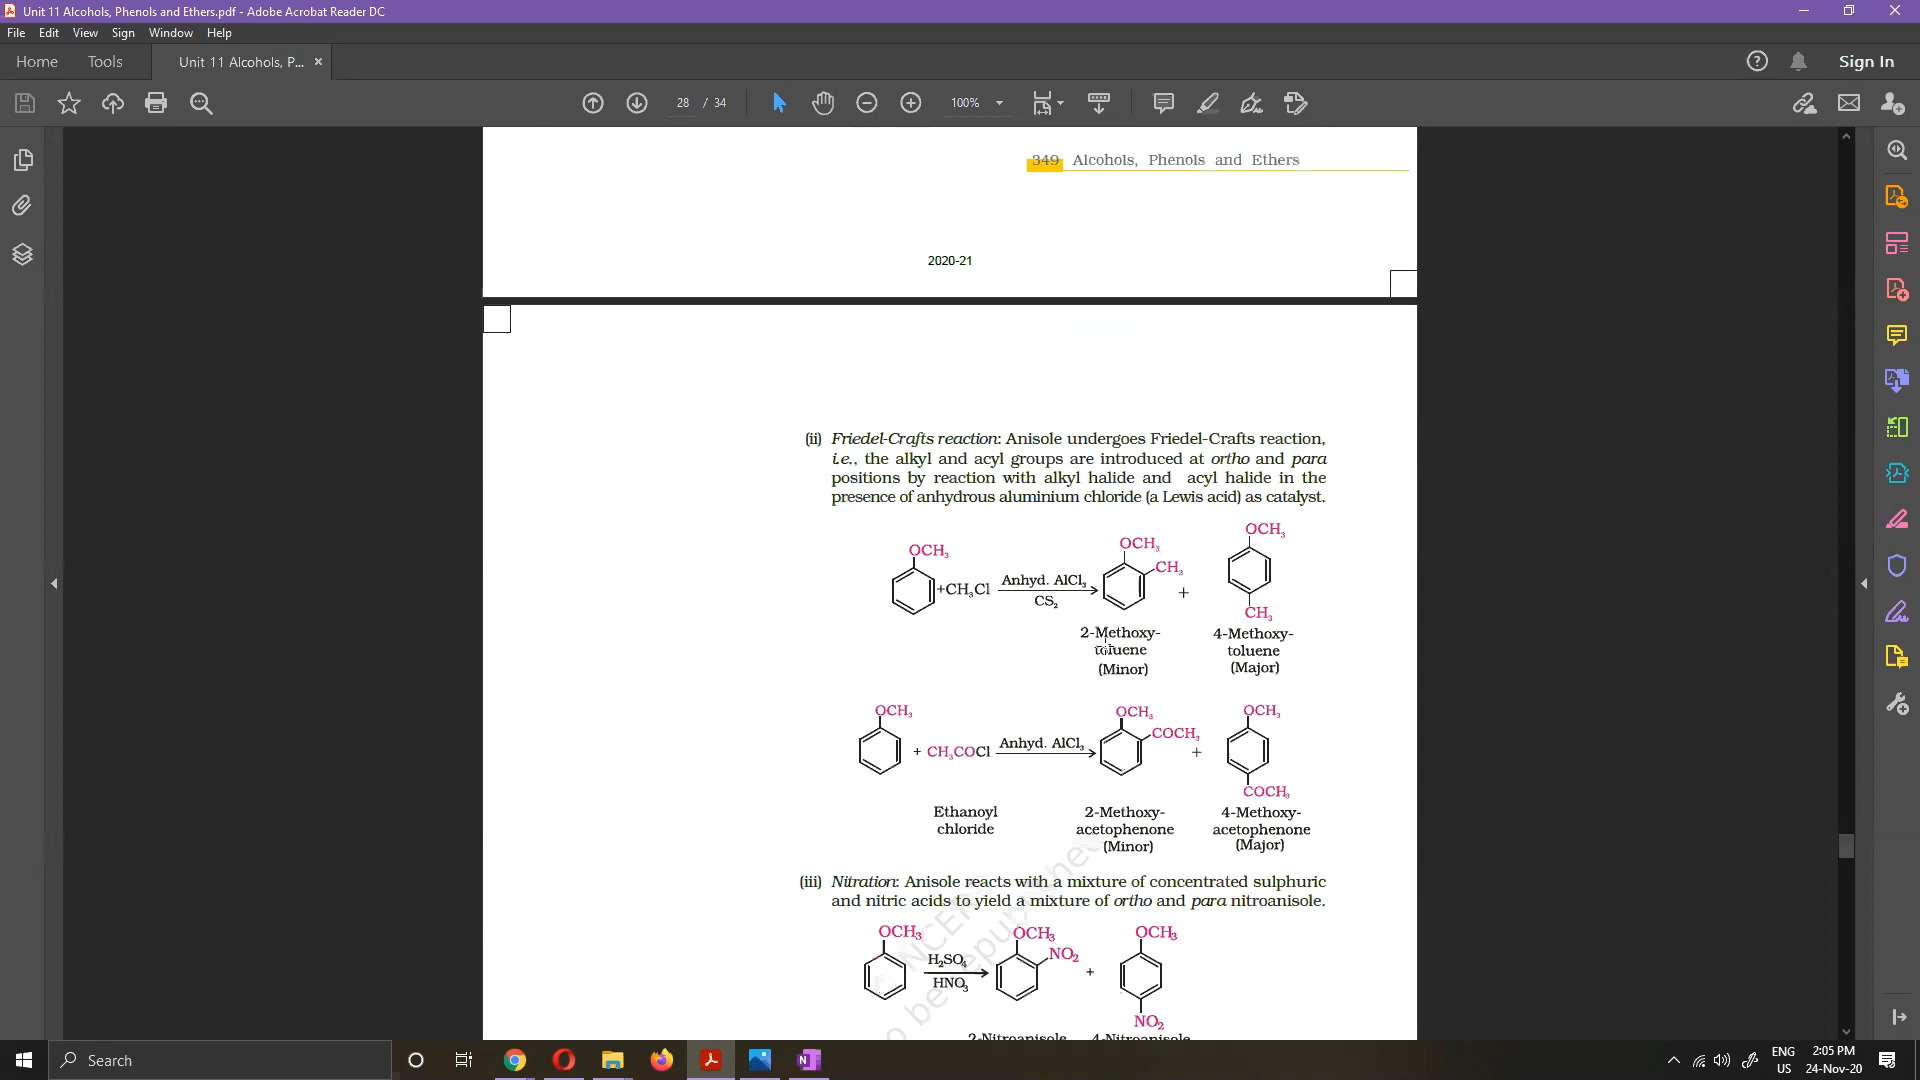 Unit 11 Alcohols, Phenols and Ethers.pdf - Adobe Acrobat Reader DC
File Edit View Sign Window Help
Home Tools Unit 11 Alcohols, P... × Sign In
28 / 34 100%
349 Alcohols, Phenols and Ethers
2020-21
(ii) Friedel-Crafts reaction: Anisole undergoes Friedel-Crafts reaction,
i.e., the alkyl and acyl groups are introduced at ortho and para
positions by reaction with alkyl halide and acyl halide in the
presence of anhydrous aluminium chloride (a Lewis acid) as catalyst.
OCH₃ +CH₃Cl Anhyd. AlCl₃ CS₂ OCH₃ CH₃ + OCH₃ CH₃
2-Methoxy- 4-Methoxy-
toluene toluene
(Minor) (Major)
OCH₃ + CH₃COCl Anhyd. AlCl₃ OCH₃ COCH₃ + OCH₃ COCH₃
Ethanoyl 2-Methoxy- 4-Methoxy-
chloride acetophenone acetophenone
(Minor) (Major)
(iii) Nitration: Anisole reacts with a mixture of concentrated sulphuric
and nitric acids to yield a mixture of ortho and para nitroanisole.
OCH₃ H₂SO₄ HNO₃ OCH₃ NO₂ + OCH₃ NO₂
2-Nitroanisole 4-Nitroanisole
Search
ENG 2:05 PM
US 24-Nov-20